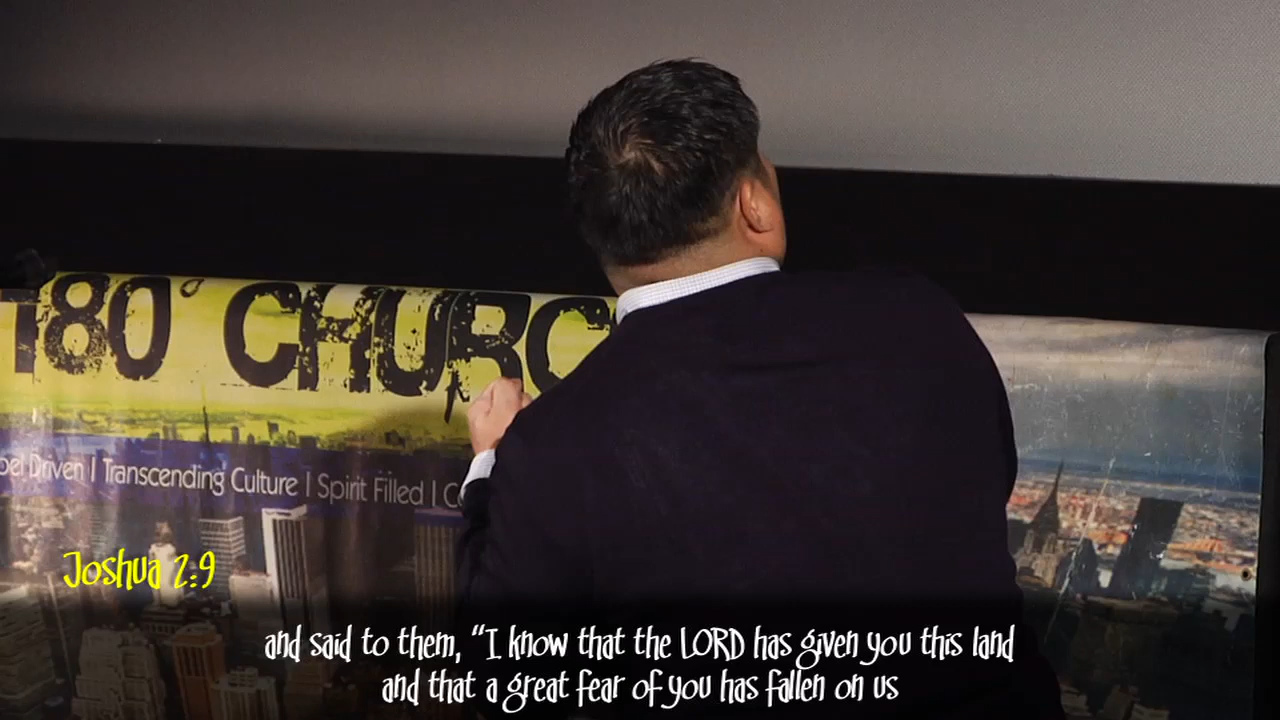 180° CHURC
Driven | Transcending Culture | Spirit Filled |
Joshua 2:9
and said to them, “I know that the LORD has given you this land
and that a great fear of you has fallen on us